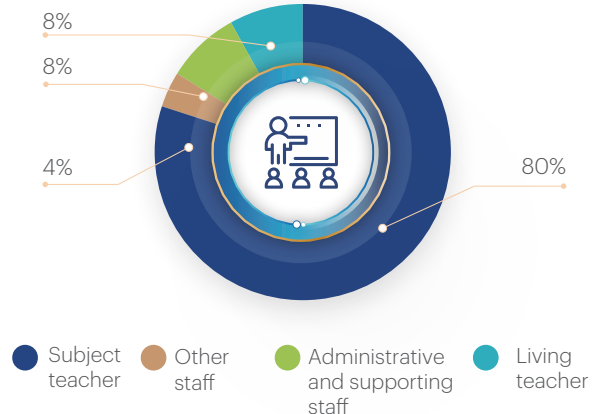 8%
8%
4%
80%
Subject
teacher
Other
staff
Administrative
and supporting
staff
Living
teacher